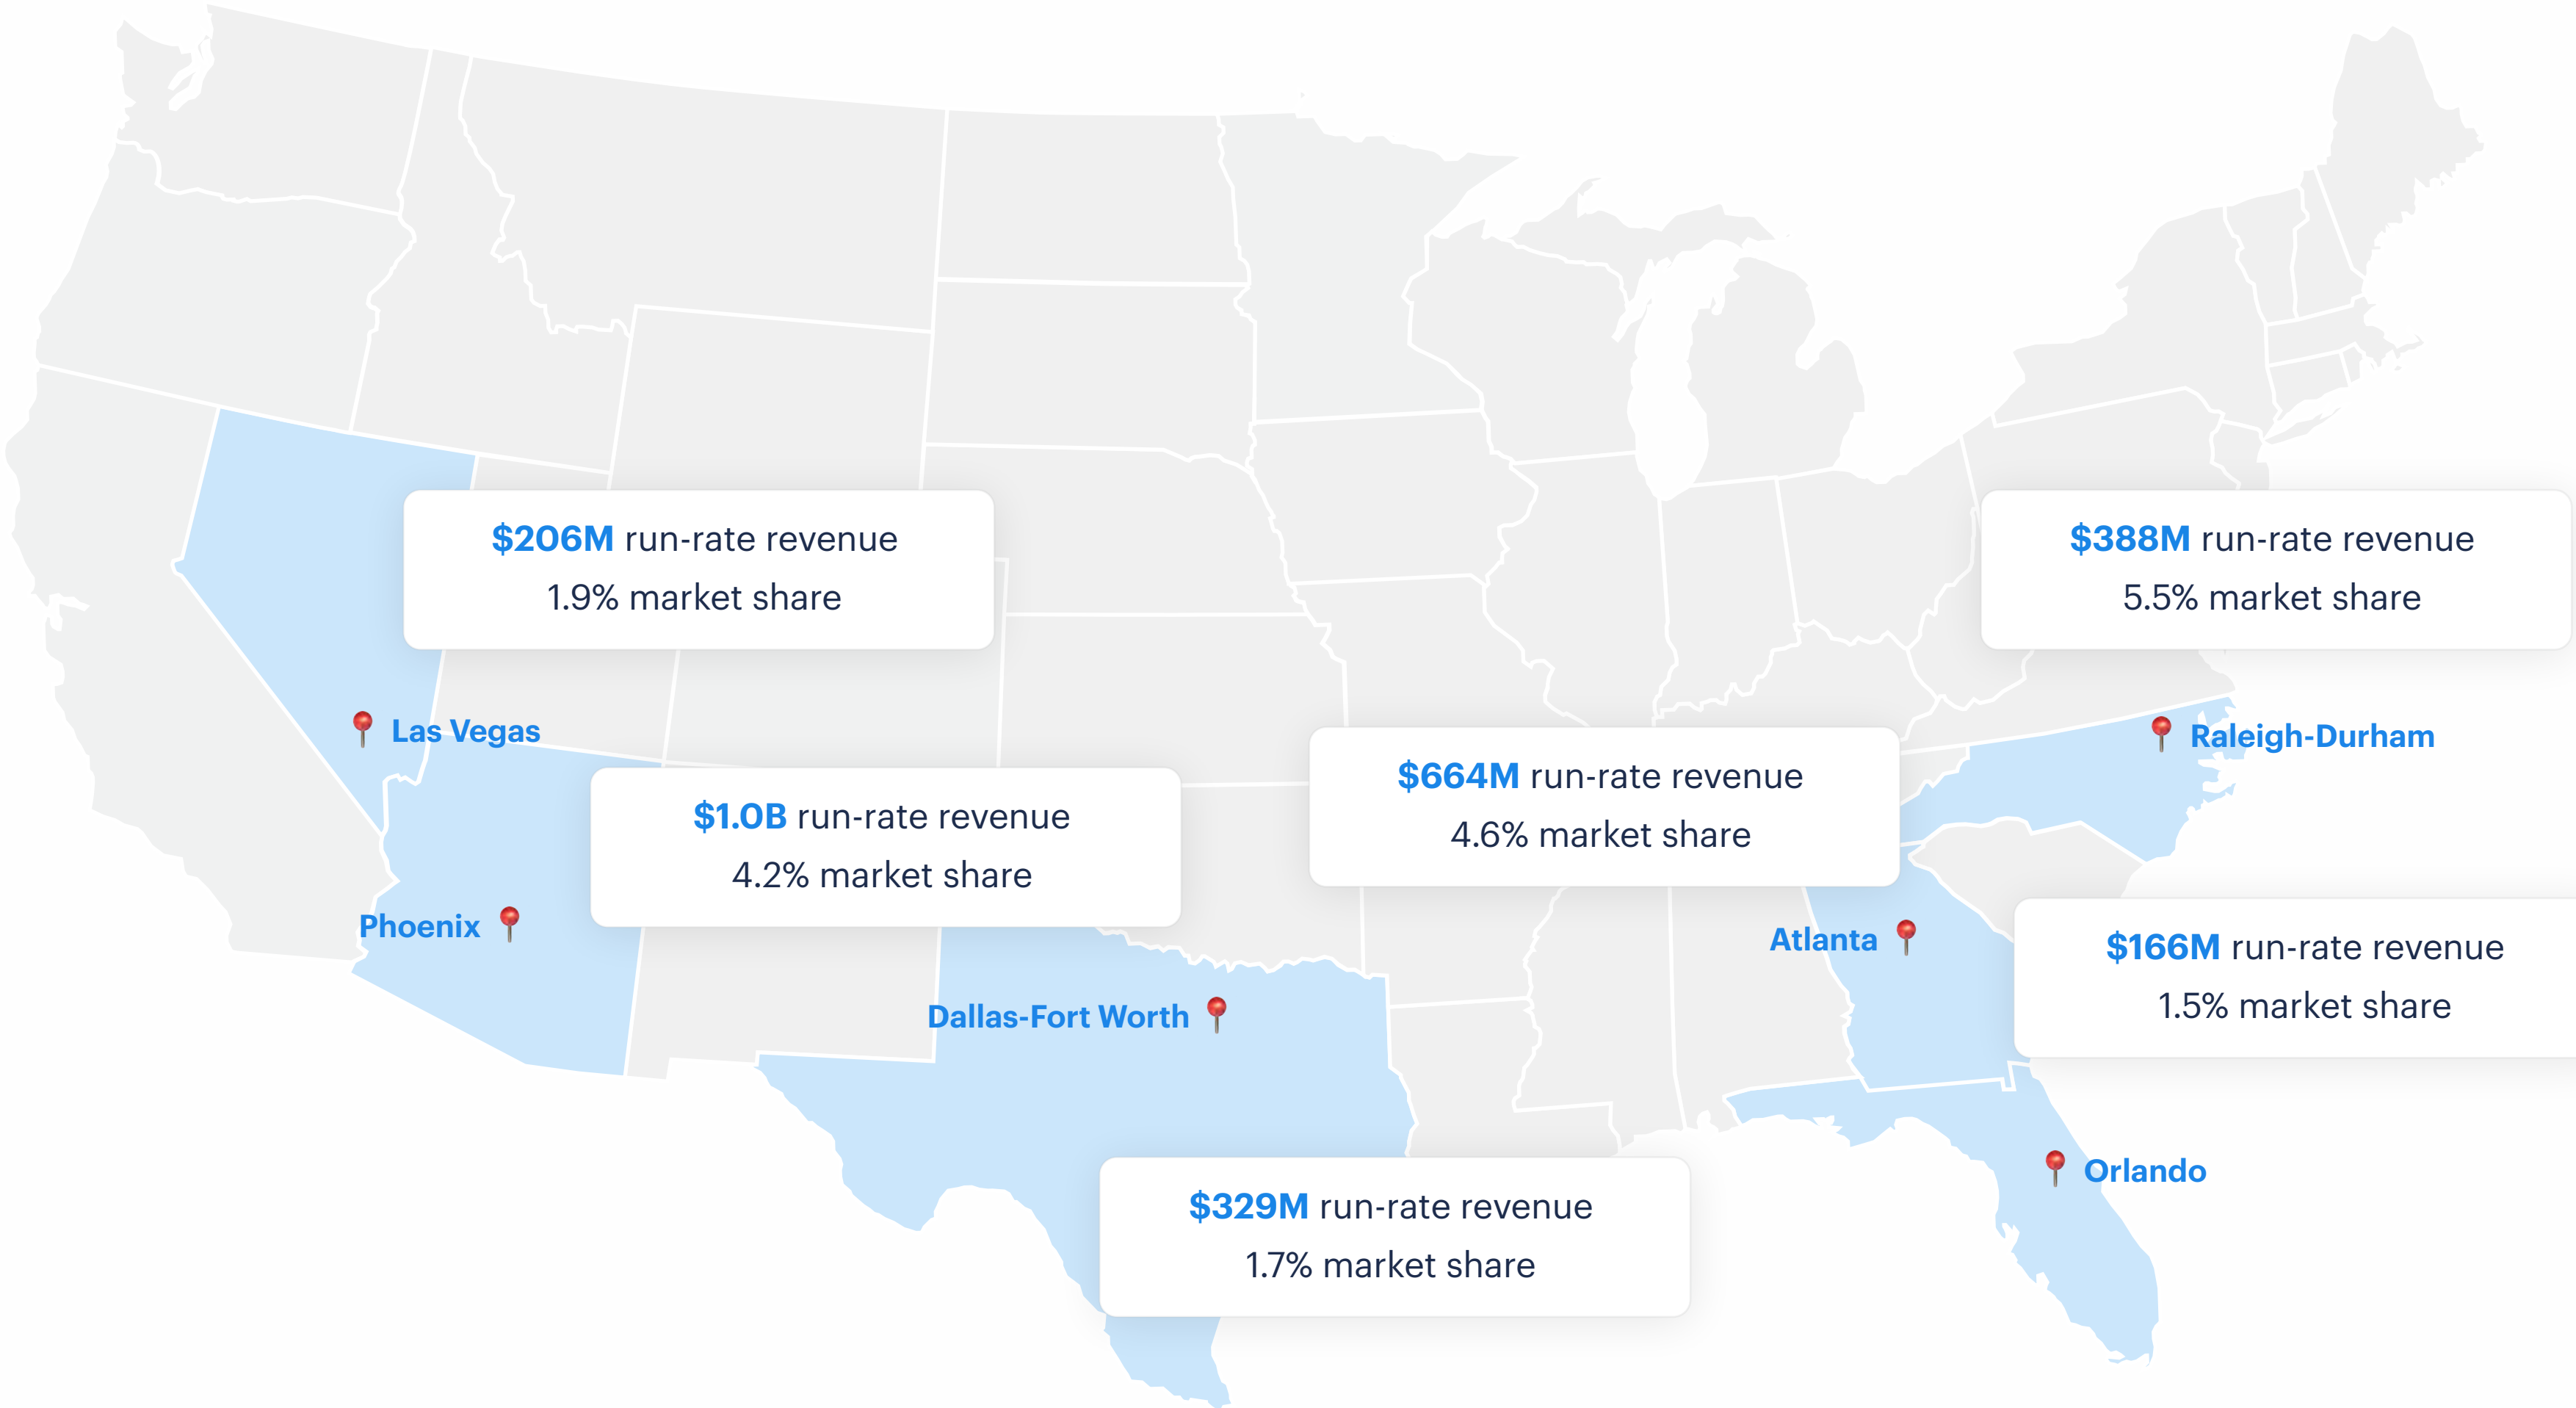 $206M run-rate revenue
1.9% market share
Las Vegas
$388M run-rate revenue
5.5% market share
Raleigh-Durham
$1.0B run-rate revenue
4.2% market share
Phoenix
$664M run-rate revenue
4.6% market share
Atlanta
$166M run-rate revenue
1.5% market share
Orlando
Dallas-Fort Worth
$329M run-rate revenue
1.7% market share